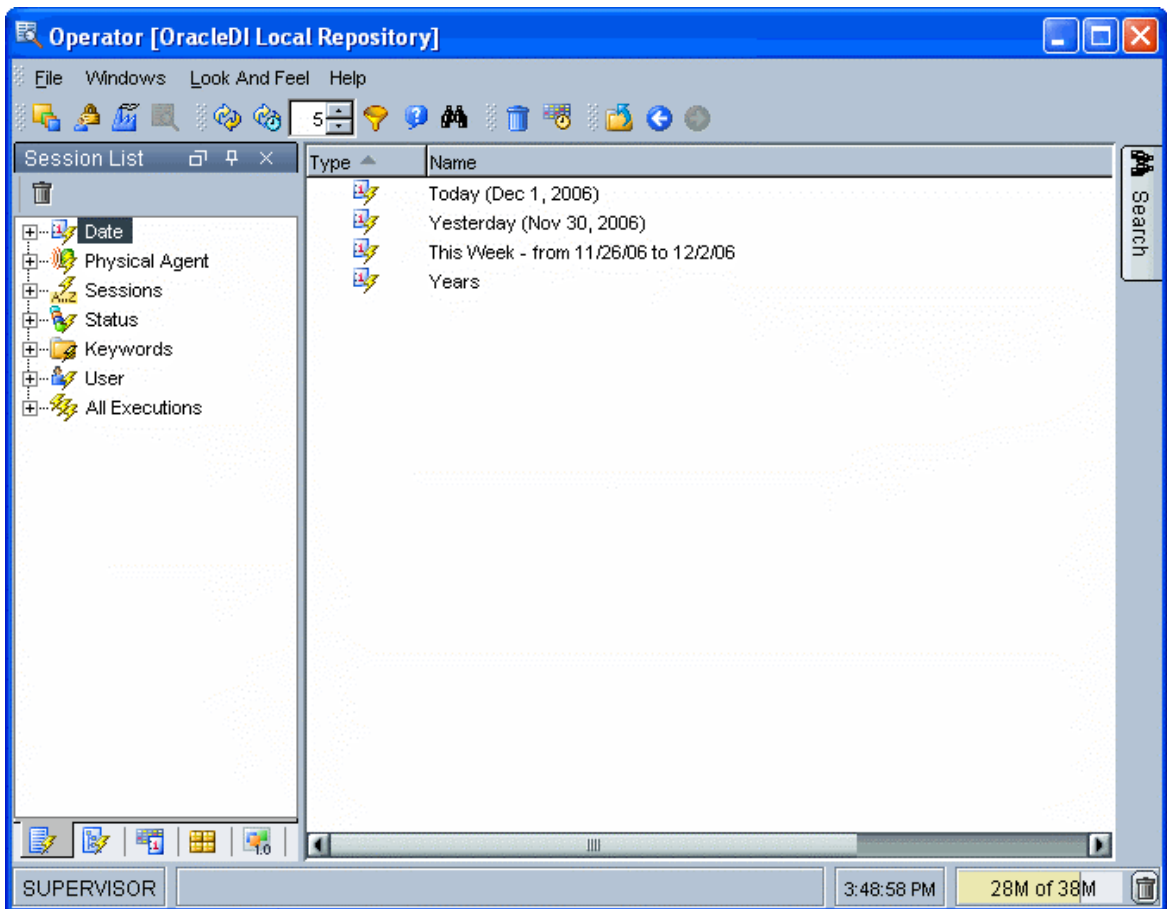 Operator [OracleDI Local Repository]
File Windows Look And Feel Help
5
Session List
Type Name
Date
Physical Agent
Sessions
Status
Keywords
User
All Executions
Today (Dec 1, 2006)
Yesterday (Nov 30, 2006)
This Week - from 11/26/06 to 12/2/06
Years
Search
SUPERVISOR 3:48:58 PM 28M of 38M